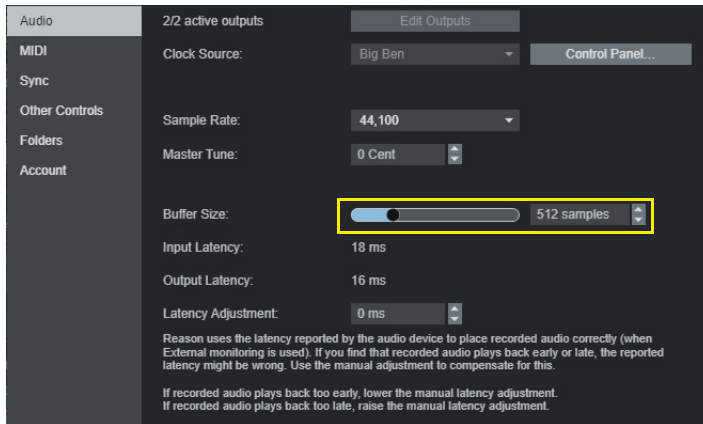 Audio
MIDI
Sync
Other Controls
Folders
Account
2/2 active outputs Edit Outputs
Clock Source: Big Ben Control Panel...
Sample Rate: 44,100
Master Tune: 0 Cent
Buffer Size: 512 samples
Input Latency: 18 ms
Output Latency: 16 ms
Latency Adjustment: 0 ms
Reason uses the latency reported by the audio device to place recorded audio correctly (when
External monitoring is used). If you find that recorded audio plays back early or late, the reported
latency might be wrong. Use the manual adjustment to compensate for this.
If recorded audio plays back too early, lower the manual latency adjustment.
If recorded audio plays back too late, raise the manual latency adjustment.